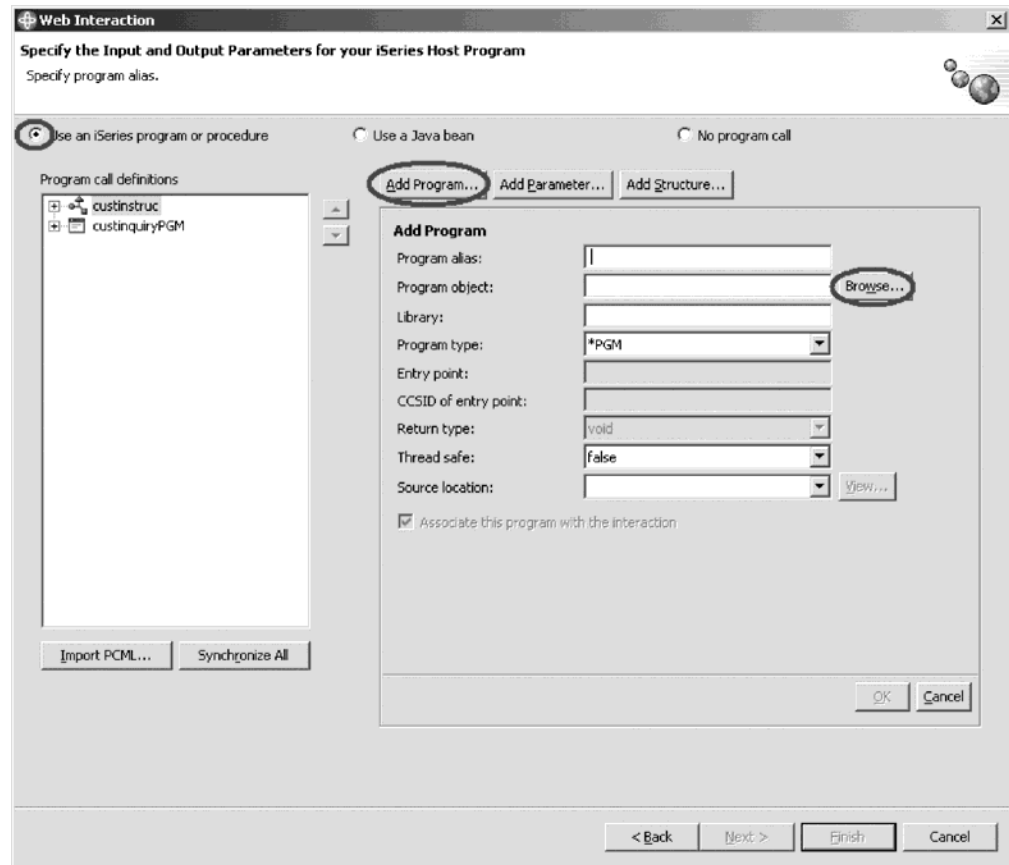 Web Interaction
Specify the Input and Output Parameters for your iSeries Host Program
Specify program alias.
Use an iSeries program or procedure
Use a Java bean
No program call
Program call definitions
custinstruc
custinquiryPGM
Add Program...
Add Parameter...
Add Structure...
Add Program
Program alias:
Program object:
Browse...
Library:
Program type:
*PGM
Entry point:
CCSID of entry point:
Return type:
void
Thread safe:
false
Source location:
View...
Associate this program with the interaction
Import PCML...
Synchronize All
OK
Cancel
< Back
Next >
Finish
Cancel